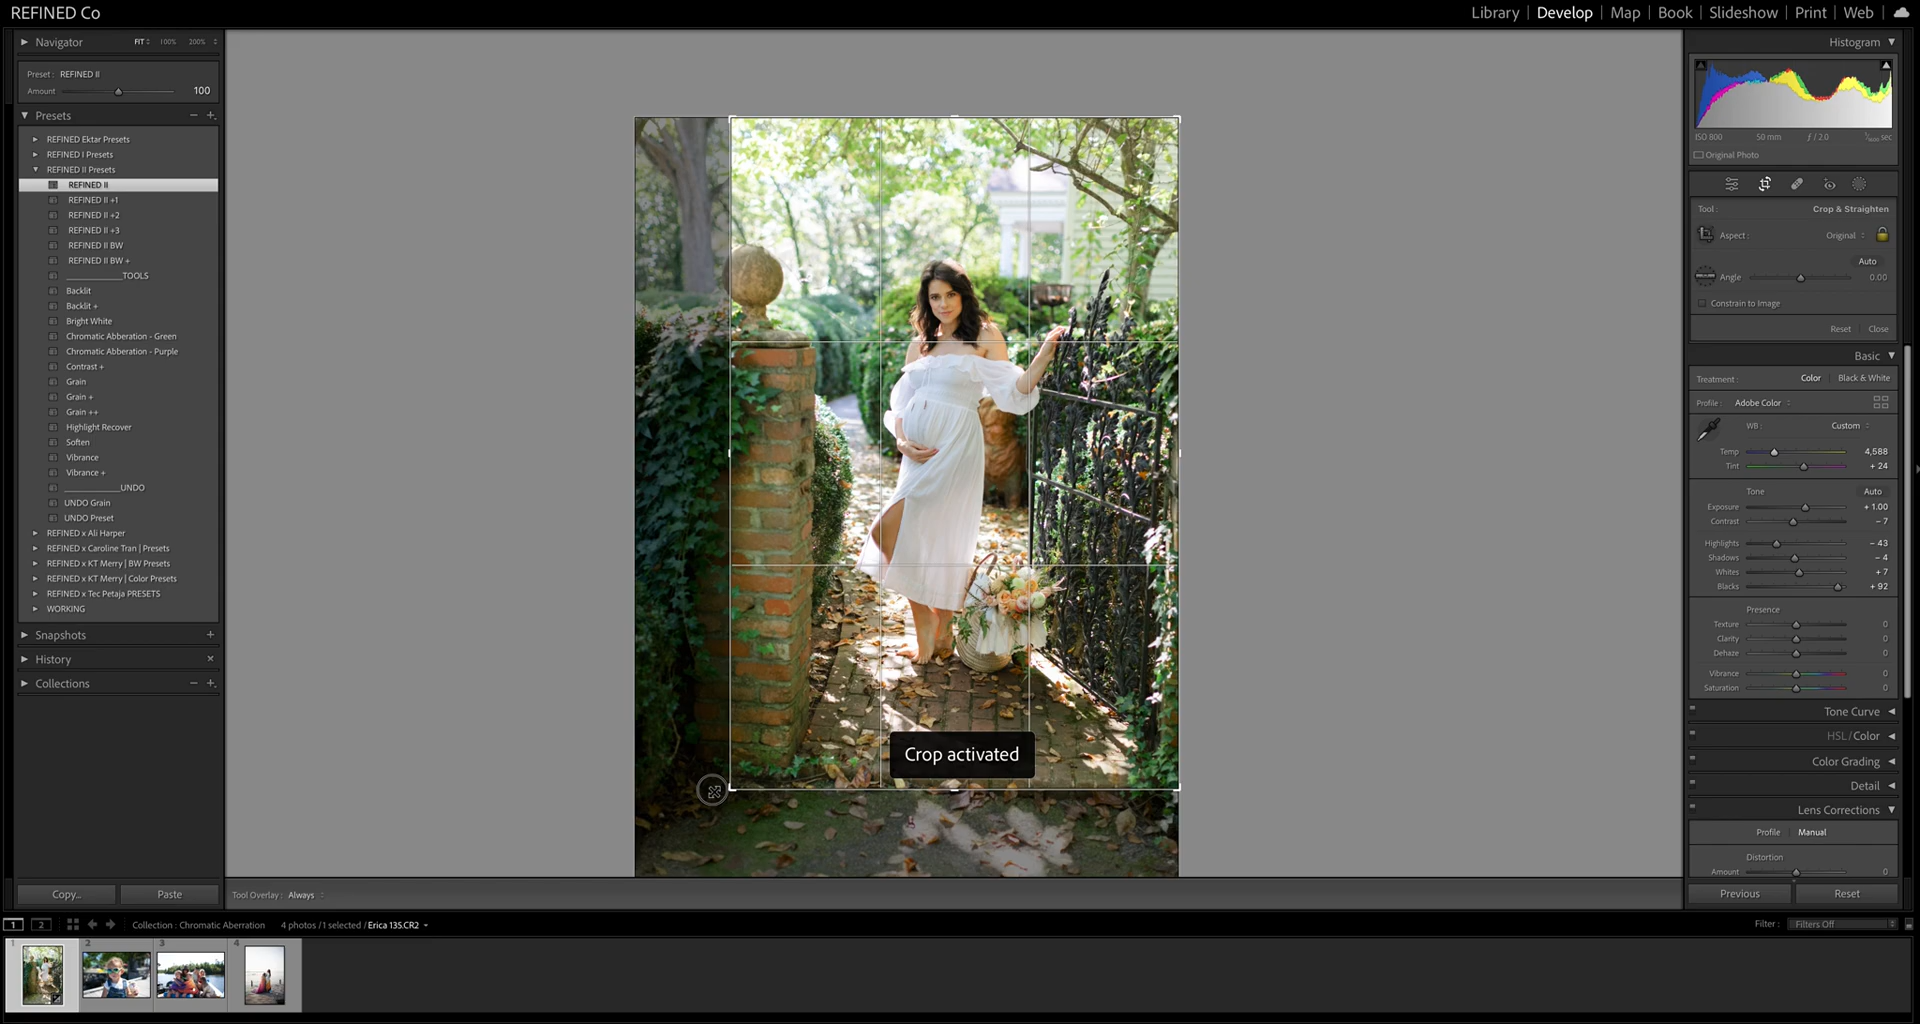 REFINED Co
Library | Develop | Map | Book | Slideshow | Print | Web
Navigator FIT 100% 200%
Preset : REFINED II
Amount 100
Presets
REFINED Ektar Presets
REFINED I Presets
REFINED II Presets
REFINED II
REFINED II +1
REFINED II +2
REFINED II +3
REFINED II BW
REFINED II BW +
____________TOOLS
Backlit
Backlit +
Bright White
Chromatic Abberation - Green
Chromatic Abberation - Purple
Contrast +
Grain
Grain +
Grain ++
Highlight Recover
Soften
Vibrance
Vibrance +
____________UNDO
UNDO Grain
UNDO Preset
REFINED x Ali Harper
REFINED x Caroline Tran | Presets
REFINED x KT Merry | BW Presets
REFINED x KT Merry | Color Presets
REFINED x Tec Petaja PRESETS
WORKING
Snapshots
History
Collections
Copy... Paste
Crop activated
Tool Overlay : Always
Histogram
ISO 800 50 mm ƒ / 2.0 sec
Original Photo
Tool : Crop & Straighten
Aspect : Original
Auto
Angle 0.00
Constrain to Image
Reset Close
Basic
Treatment : Color | Black & White
Profile : Adobe Color
WB : Custom
Temp 4,588
Tint + 24
Tone Auto
Exposure + 1.00
Contrast − 7
Highlights − 43
Shadows − 4
Whites + 7
Blacks + 92
Presence
Texture 0
Clarity 0
Dehaze 0
Vibrance 0
Saturation 0
Tone Curve
HSL / Color
Color Grading
Detail
Lens Corrections
Profile Manual
Distortion
Amount 0
Previous Reset
1 2 Collection : Chromatic Aberration 4 photos / 1 selected / Erica 135.CR2 Filter : Filters Off
1 2 3 4